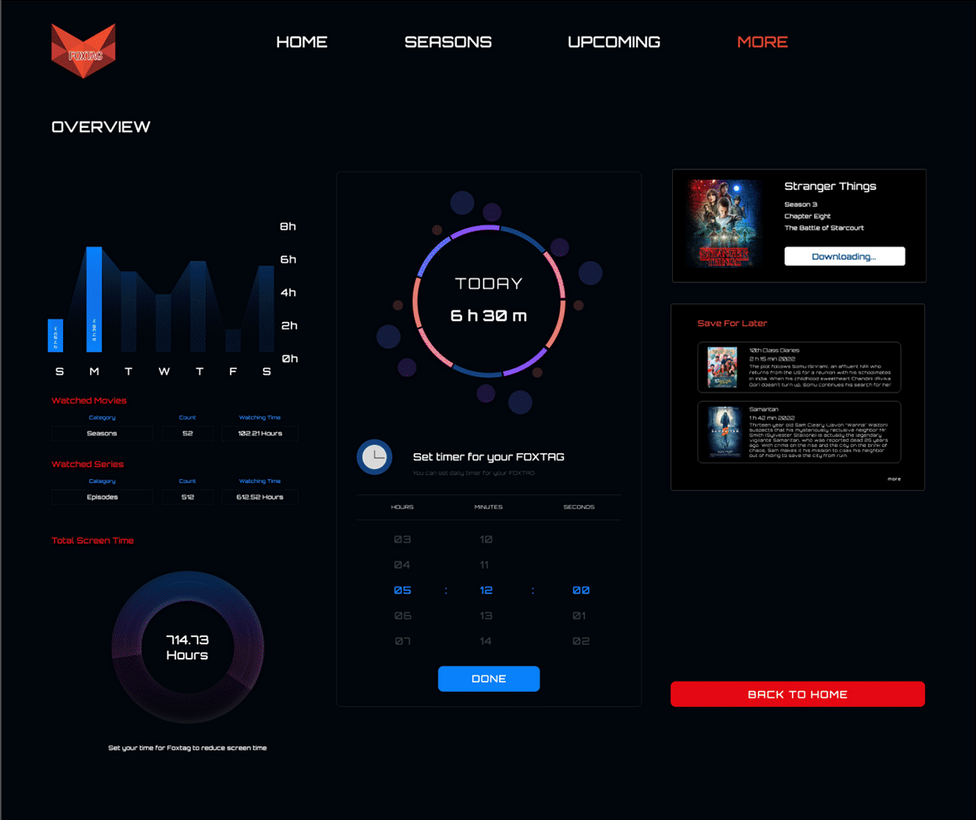 FOXTAG
HOME
SEASONS
UPCOMING
MORE
OVERVIEW
8h
6h
4h
2h
0h
S M T W T F S
Watched Movies
Category Count Watching Time
Seasons 52 102.21 Hours
Watched Series
Category Count Watching Time
Episodes 512 612.52 Hours
Total Screen Time
714.73
Hours
Set your time for Foxtag to reduce screen time
TODAY
6 h 30 m
Set timer for your FOXTAG
You can set daily timer for your FOXTAG
HOURS MINUTES SECONDS
03 10
04 11
05 : 12 : 00
06 13 01
07 14 02
DONE
Stranger Things
Season 3
Chapter Eight
The Battle of Starcourt
Downloading...
STRANGER
THINGS
Save For Later
10th Class Diaries
2 h 15 min 2022
The plot follows Somu (Sriram), an affluent NRI who
returns from the US for a reunion with his schoolmates
in India. When his childhood sweetheart Chandini (Avika
Gor) doesn't turn up, Somu continues his search for her
Samaritan
1 h 42 min 2022
Thirteen year old Sam Cleary (Javon "Wanna" Walton)
suspects that his mysteriously reclusive neighbor Mr.
Smith (Sylvester Stallone) is actually the legendary
vigilante Samaritan, who was reported dead 25 years
ago. With crime on the rise and the city on the brink of
chaos, Sam makes it his mission to coax his neighbor
out of hiding to save the city from ruin.
more
BACK TO HOME